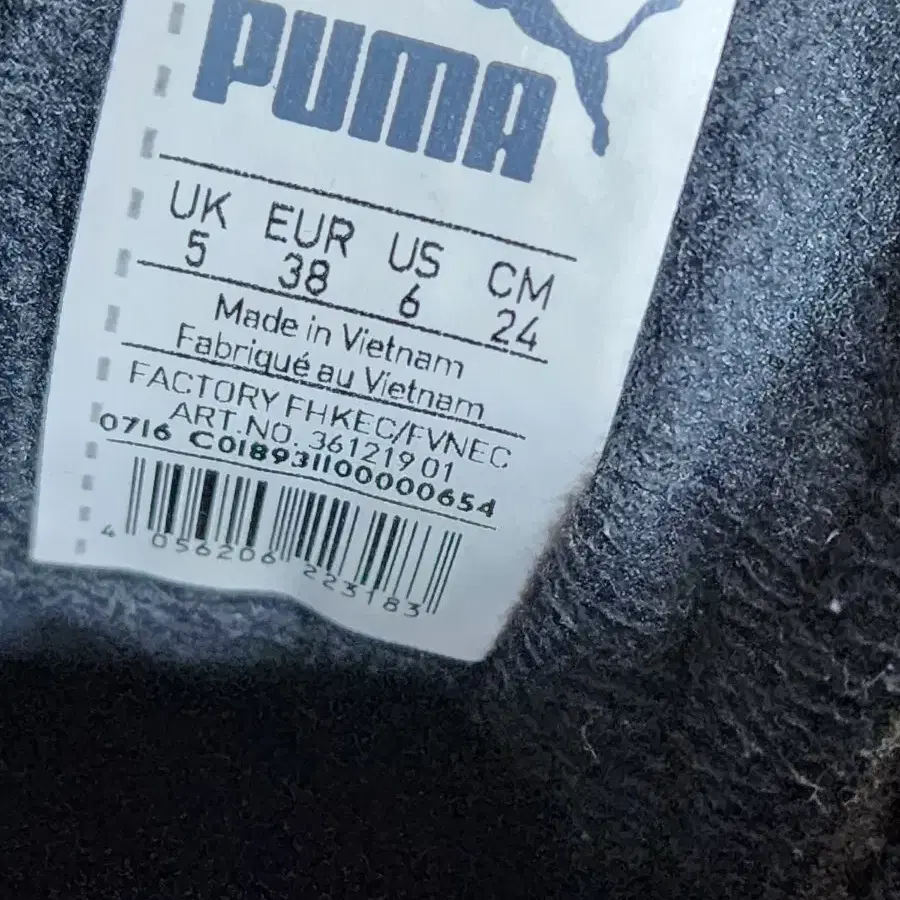 PUMA
UK EUR US CM
5 38 6 24
Made in Vietnam
Fabriqué au Vietnam
FACTORY FHKEC/FVNEC
ART.NO. 361219 01
0716 C018931100000654
4 056206 223183